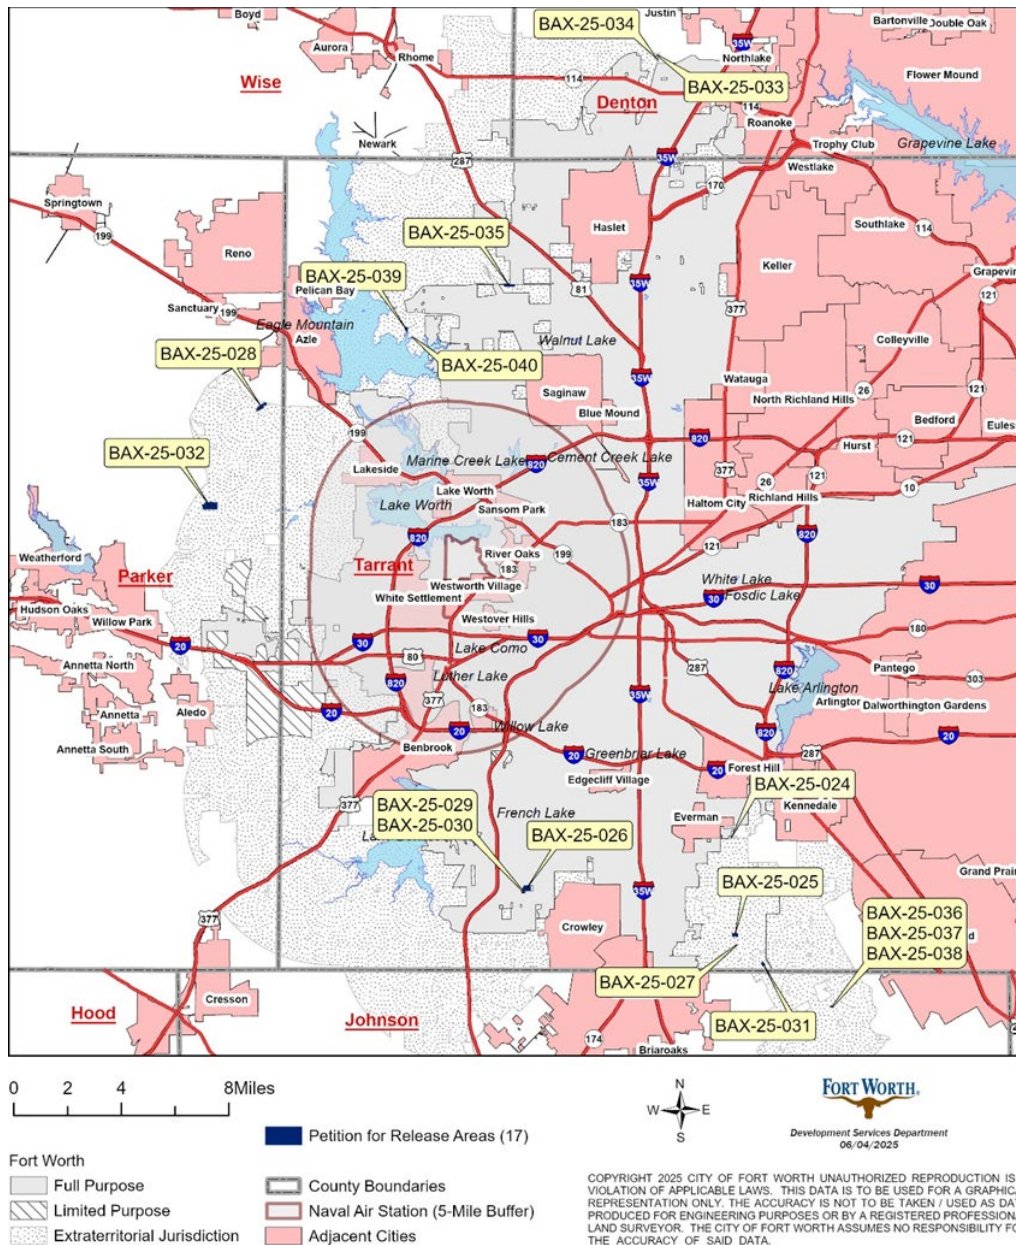 Boyd
Justin
Bartonville
Double Oak
BAX-25-034
Aurora
35W
Northlake
Rhome
Wise
BAX-25-033
Flower Mound
114
Denton
114
Roanoke
Newark
Trophy Club
Grapevine Lake
287
35W
Westlake
170
Springtown
199
BAX-25-035
Haslet
Southlake
114
Reno
Keller
BAX-25-039
35W
81
Pelican Bay
121
377
Sanctuary
199
Eagle Mountain
Azle
Walnut Lake
Colleyville
BAX-25-028
BAX-25-040
35W
Watauga
121
Saginaw
26
North Richland Hills
Blue Mound
Bedford
199
820
121
Hurst
BAX-25-032
Lakeside
Marine Creek Lake
820
Cement Creek Lake
377
121
Lake Worth
35W
26
10
Richland Hills
Lake Worth
Sansom Park
Haltom City
183
820
820
River Oaks
199
121
Weatherford
Parker
Tarrant
183
White Lake
Westworth Village
30
30
White Settlement
Fosdic Lake
Hudson Oaks
Willow Park
Westover Hills
180
20
30
30
Lake Como
80
Annetta North
287
820
Pantego
Luther Lake
303
820
377
Lake Arlington
Annetta
Aledo
35W
183
Dalworthington Gardens
20
Willow Lake
820
20
20
Annetta South
Benbrook
287
20
Greenbriar Lake
20
Forest Hill
Edgecliff Village
377
BAX-25-024
BAX-25-029
BAX-25-030
French Lake
Kennedale
Everman
BAX-25-026
BAX-25-025
35W
BAX-25-036
BAX-25-037
BAX-25-038
377
Crowley
BAX-25-027
Cresson
Hood
Johnson
BAX-25-031
174
Briaroaks
0 2 4 8Miles
N
W E
S
FORT WORTH®
Development Services Department
06/04/2025
Petition for Release Areas (17)
Fort Worth
Full Purpose
Limited Purpose
Extraterritorial Jurisdiction
County Boundaries
Naval Air Station (5-Mile Buffer)
Adjacent Cities
COPYRIGHT 2025 CITY OF FORT WORTH UNAUTHORIZED REPRODUCTION IS
VIOLATION OF APPLICABLE LAWS. THIS DATA IS TO BE USED FOR A GRAPHICA
REPRESENTATION ONLY. THE ACCURACY IS NOT TO BE TAKEN / USED AS DAT
PRODUCED FOR ENGINEERING PURPOSES OR BY A REGISTERED PROFESSIONA
LAND SURVEYOR. THE CITY OF FORT WORTH ASSUMES NO RESPONSIBILITY FO
THE ACCURACY OF SAID DATA.